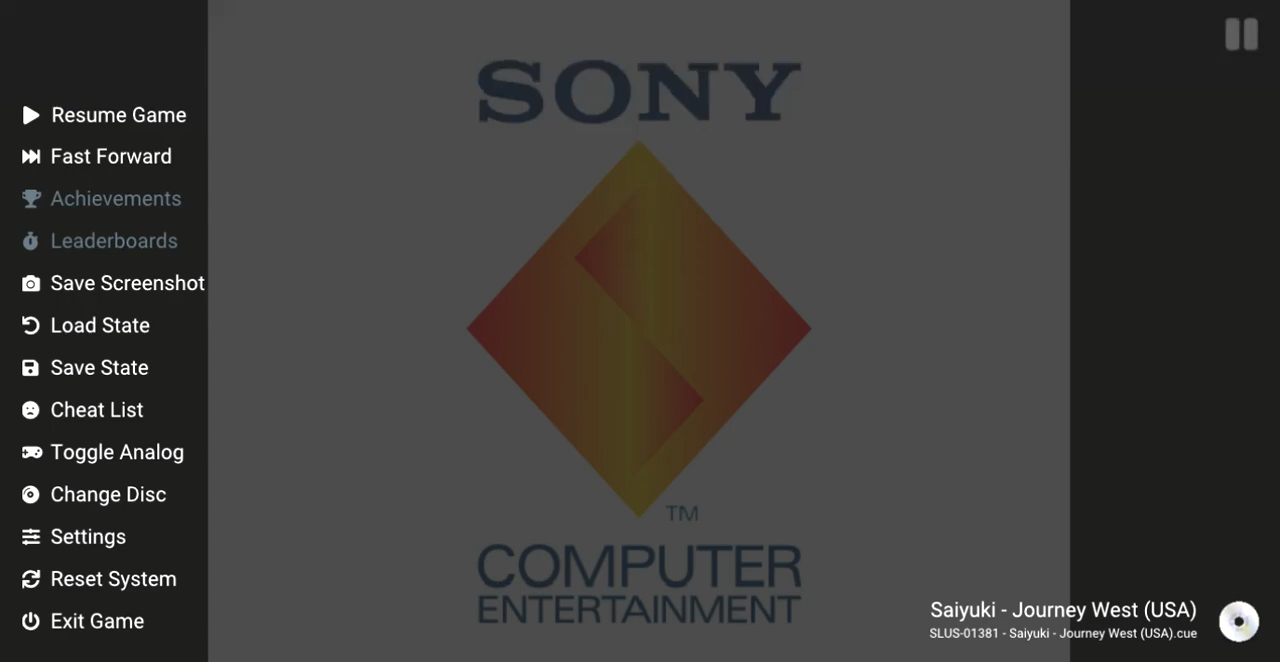 SONY
Resume Game
Fast Forward
Achievements
Leaderboards
Save Screenshot
Load State
Save State
Cheat List
Toggle Analog
Change Disc
Settings
Reset System
Exit Game
TM
COMPUTER
ENTERTAINMENT
Saiyuki - Journey West (USA)
SLUS-01381 - Saiyuki - Journey West (USA).cue